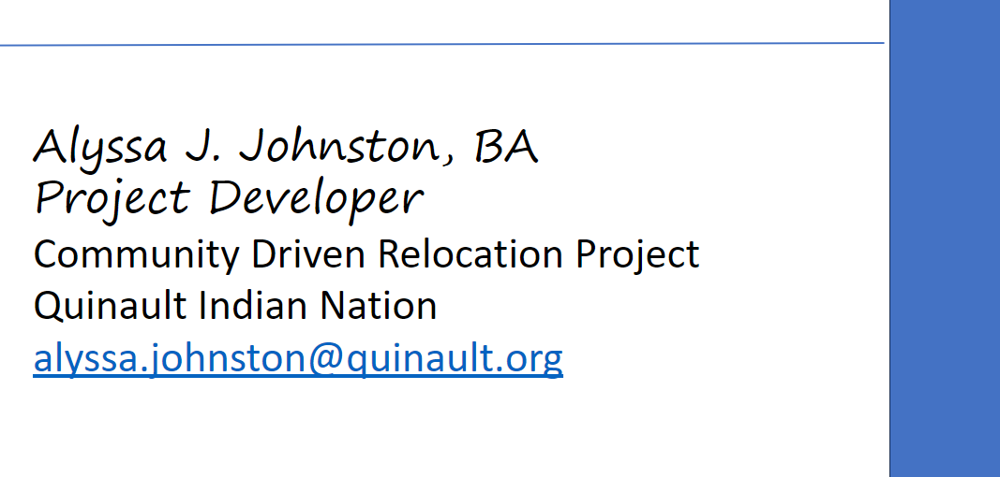 Alyssa J. Johnston, BA
Project Developer
Community Driven Relocation Project
Quinault Indian Nation
alyssa.johnston@quinault.org